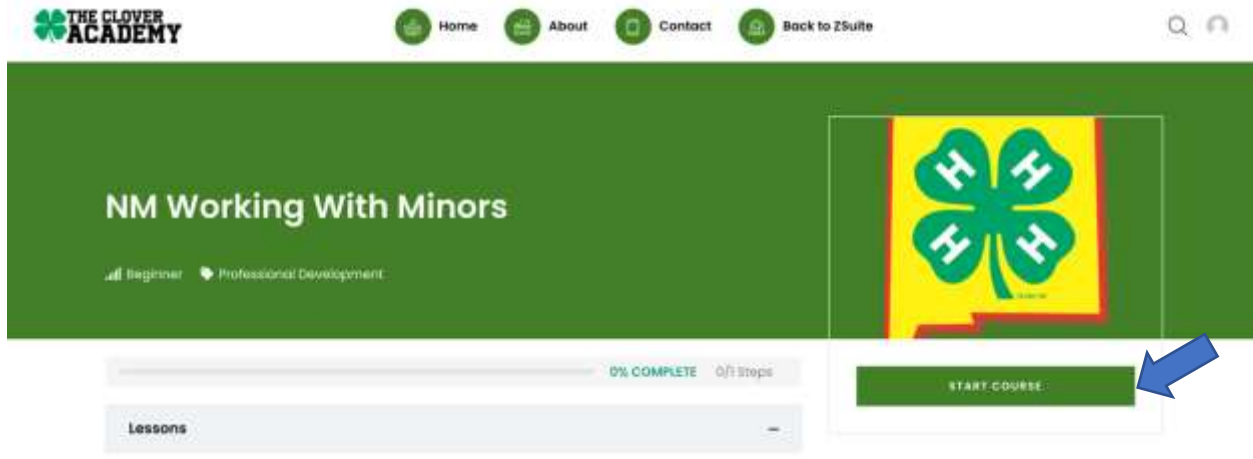 THE CLOVER
ACADEMY
Home
About
Contact
Back to ZSuite
NM Working With Minors
Beginner
Professional Development
H H
H H
0% COMPLETE 0/1 Steps
START COURSE
Lessons